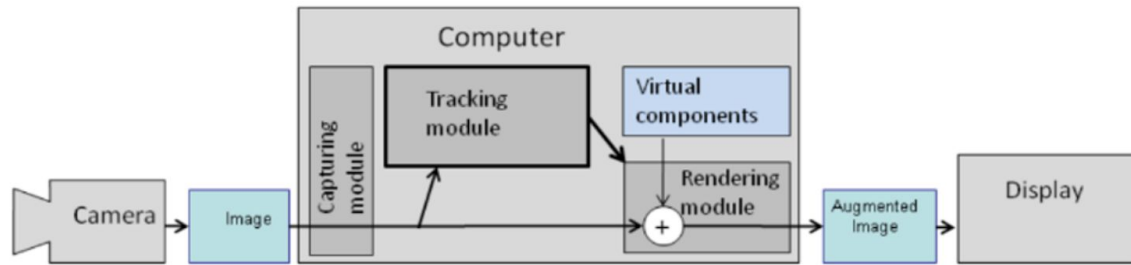 Computer
Camera
Image
Capturing
module
Tracking
module
Virtual
components
Rendering
module
+
Augmented
Image
Display